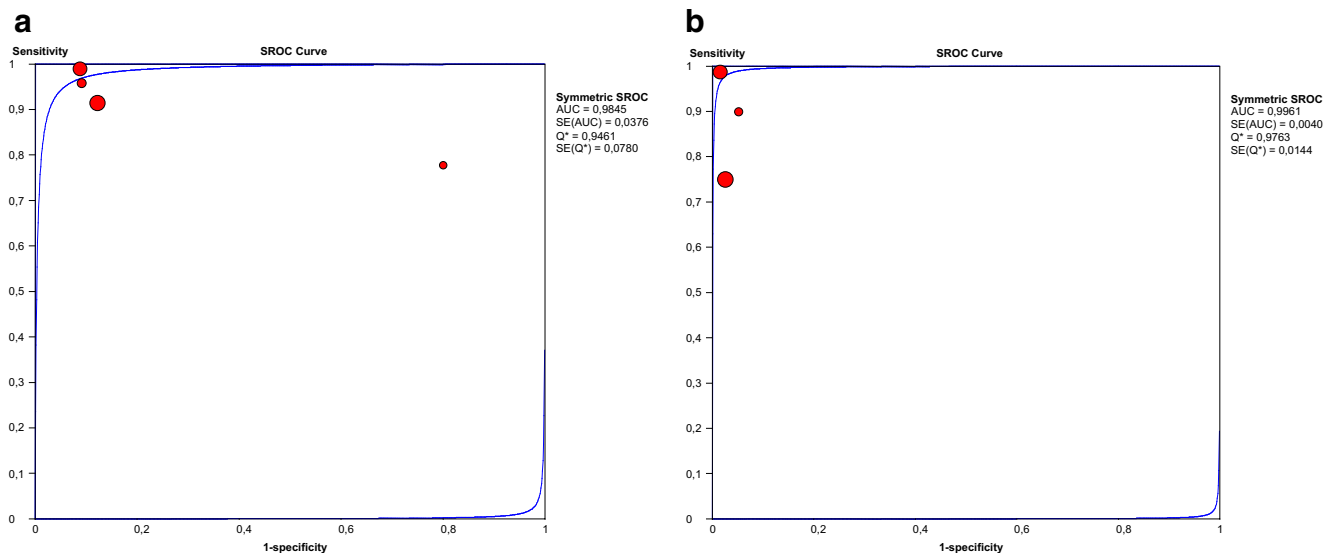 a
Sensitivity
SROC Curve
1
0,9
0,8
0,7
0,6
0,5
0,4
0,3
0,2
0,1
0
0
0,2
0,4
0,6
0,8
1
1-specificity
Symmetric SROC
AUC = 0,9845
SE(AUC) = 0,0376
Q* = 0,9461
SE(Q*) = 0,0780
b
Sensitivity
SROC Curve
1
0,9
0,8
0,7
0,6
0,5
0,4
0,3
0,2
0,1
0
0
0,2
0,4
0,6
0,8
1
1-specificity
Symmetric SROC
AUC = 0,9961
SE(AUC) = 0,0040
Q* = 0,9763
SE(Q*) = 0,0144